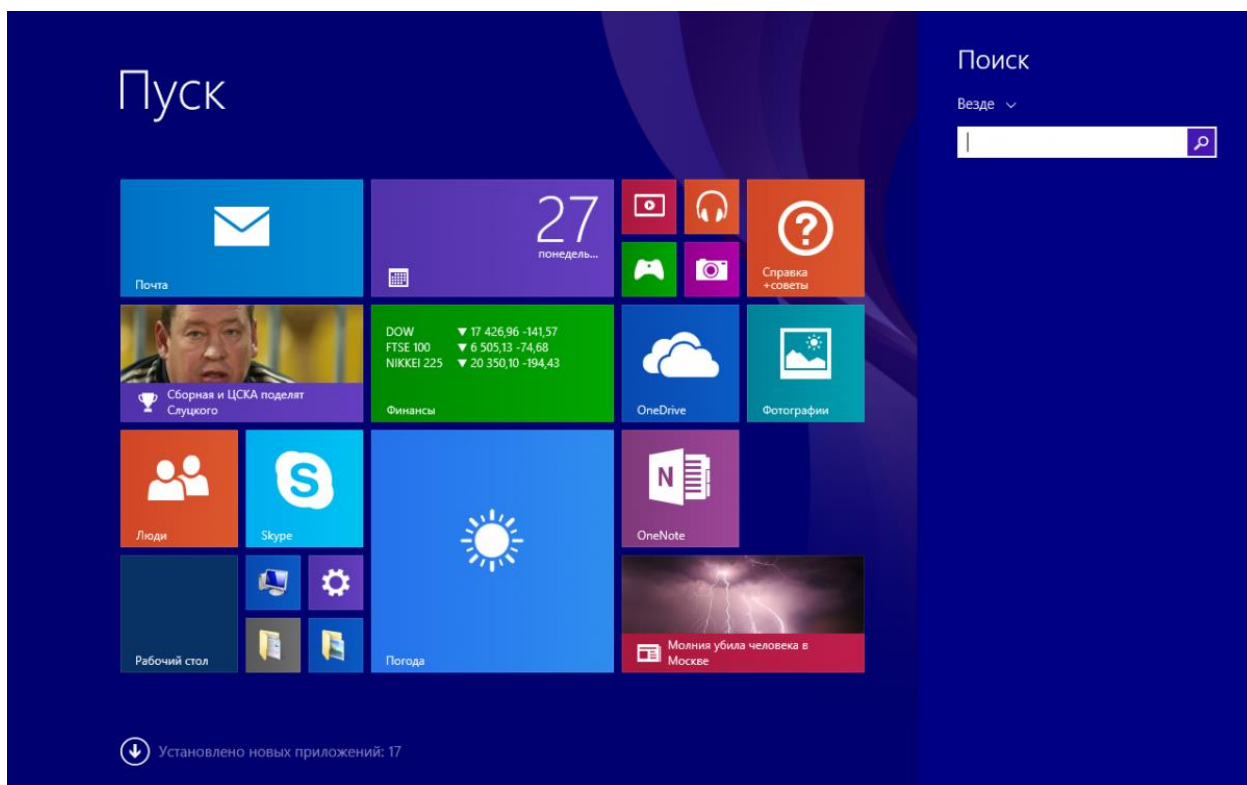 Пуск
Поиск
Везде
Почта
27
понедель...
Справка
+советы
Сборная и ЦСКА поделят
Слуцкого
DOW ▼ 17 426,96 -141,57
FTSE 100 ▼ 6 505,13 -74,68
NIKKEI 225 ▼ 20 350,10 -194,43
Финансы
OneDrive
Фотографии
Люди
S
Skype
N
OneNote
Рабочий стол
Погода
Молния убила человека в
Москве
Установлено новых приложений: 17